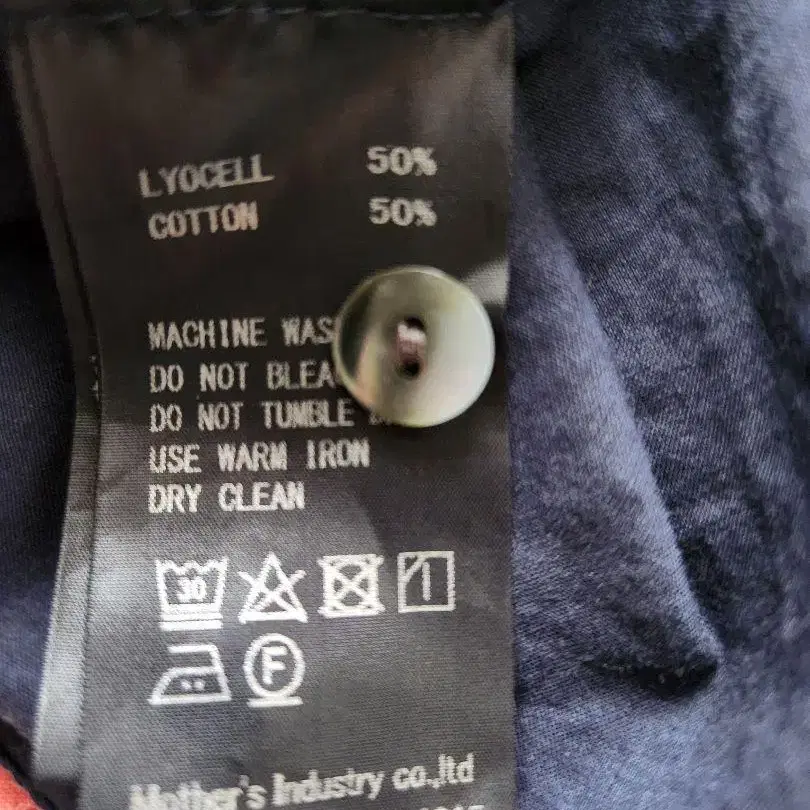 LYOCELL 50%
COTTON 50%
MACHINE WAS
DO NOT BLEA
DO NOT TUMBLE
USE WARM IRON
DRY CLEAN
30
F
Mother's Industry co.,ltd